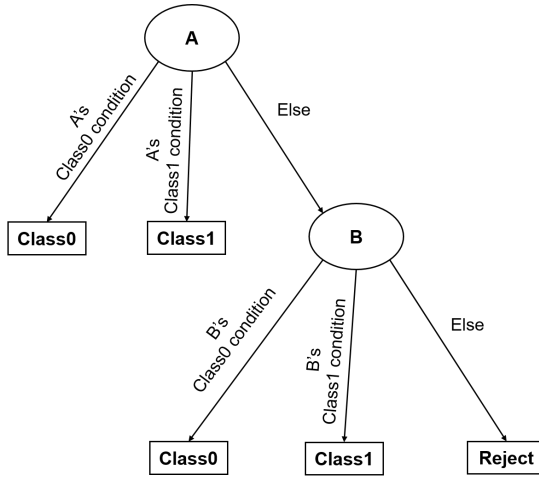 A
A's
Class0 condition
A's
Class1 condition
Else
Class0
Class1
B
B's
Class0 condition
B's
Class1 condition
Else
Class0
Class1
Reject